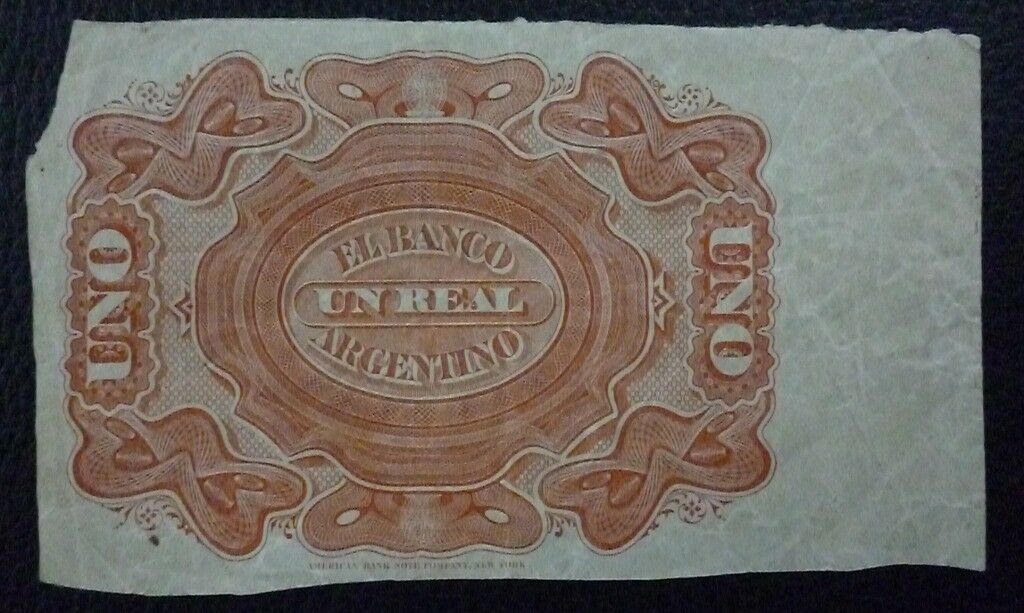 UNO
EL BANCO
UN REAL
ARGENTINO
UNO
AMERICAN BANK NOTE COMPANY, NEW YORK